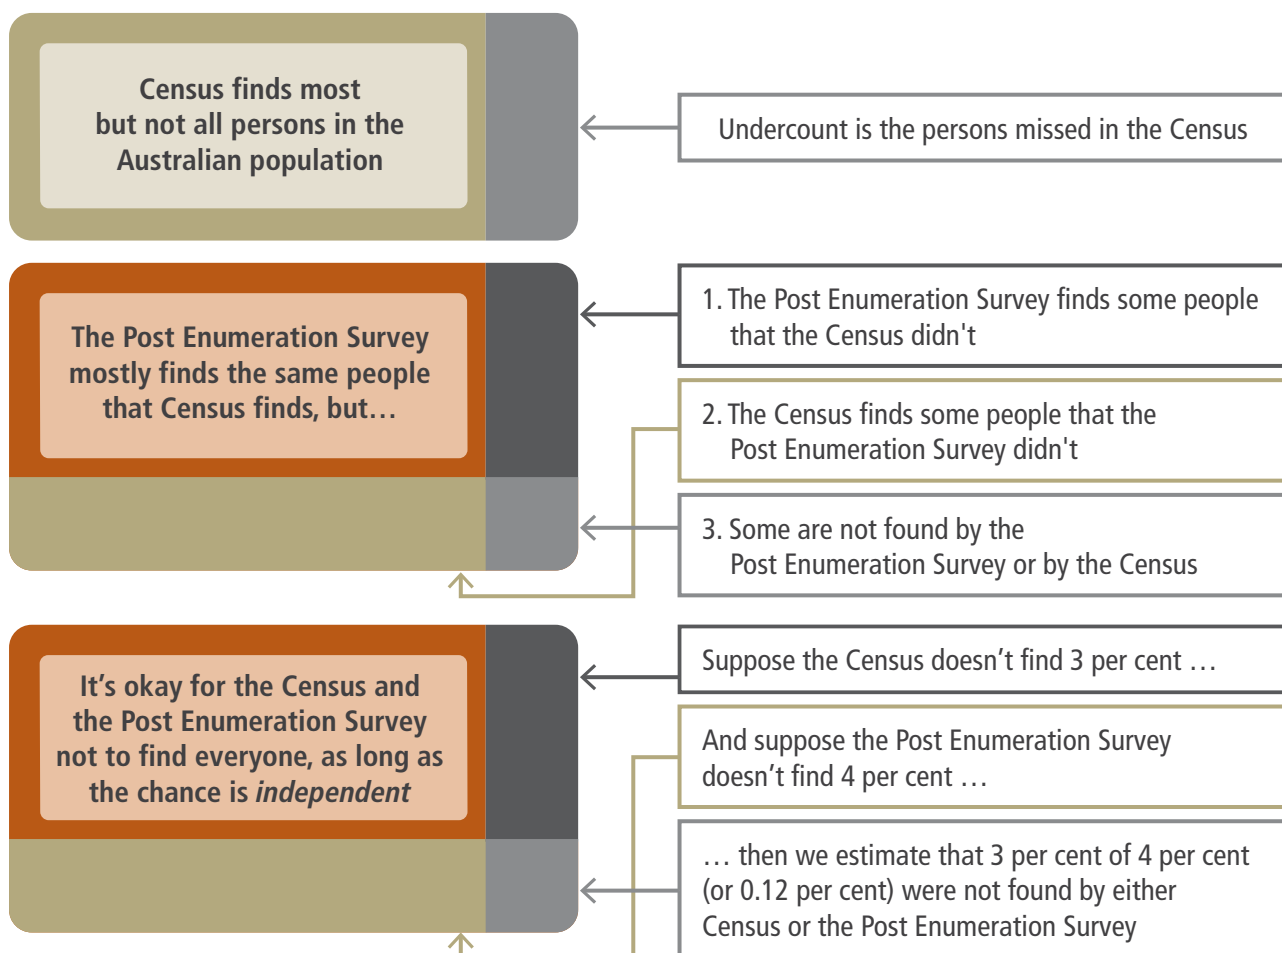 Census finds most
but not all persons in the
Australian population
Undercount is the persons missed in the Census
The Post Enumeration Survey
mostly finds the same people
that Census finds, but…
1. The Post Enumeration Survey finds some people
that the Census didn't
2. The Census finds some people that the
Post Enumeration Survey didn't
3. Some are not found by the
Post Enumeration Survey or by the Census
It’s okay for the Census and
the Post Enumeration Survey
not to find everyone, as long as
the chance is independent
Suppose the Census doesn’t find 3 per cent …
And suppose the Post Enumeration Survey
doesn’t find 4 per cent …
… then we estimate that 3 per cent of 4 per cent
(or 0.12 per cent) were not found by either
Census or the Post Enumeration Survey